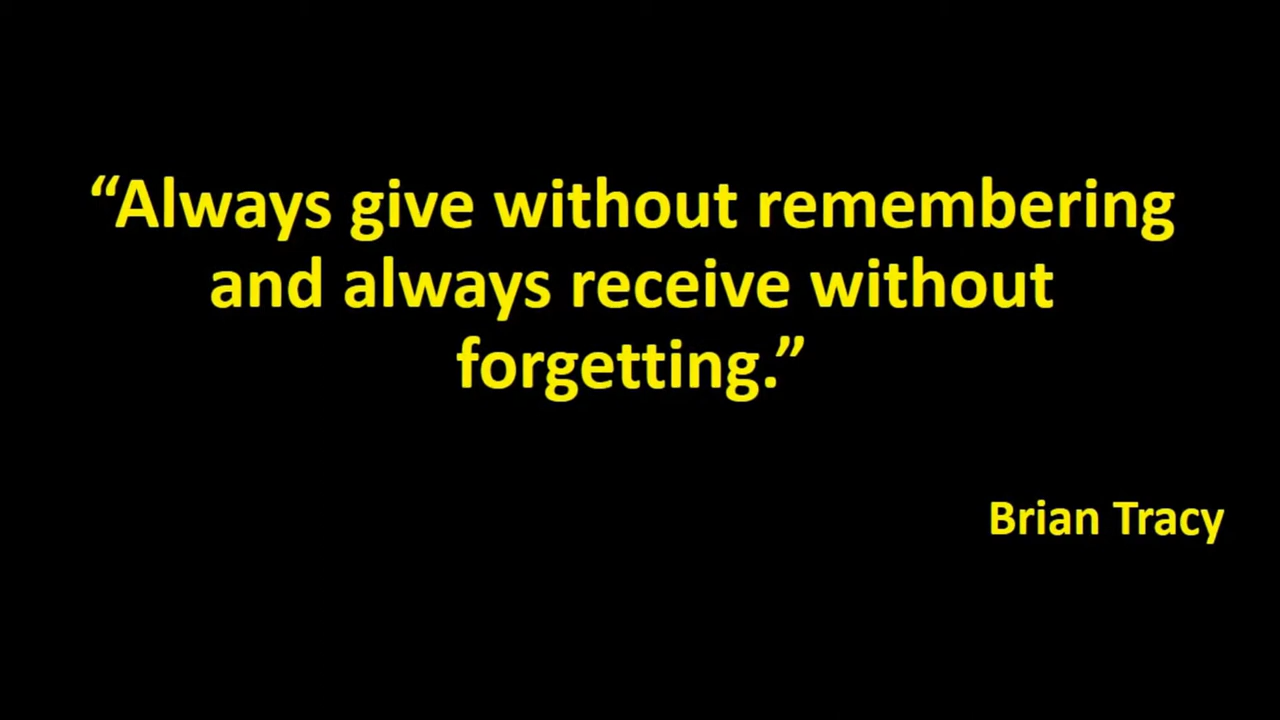 “Always give without remembering
and always receive without
forgetting.”
Brian Tracy